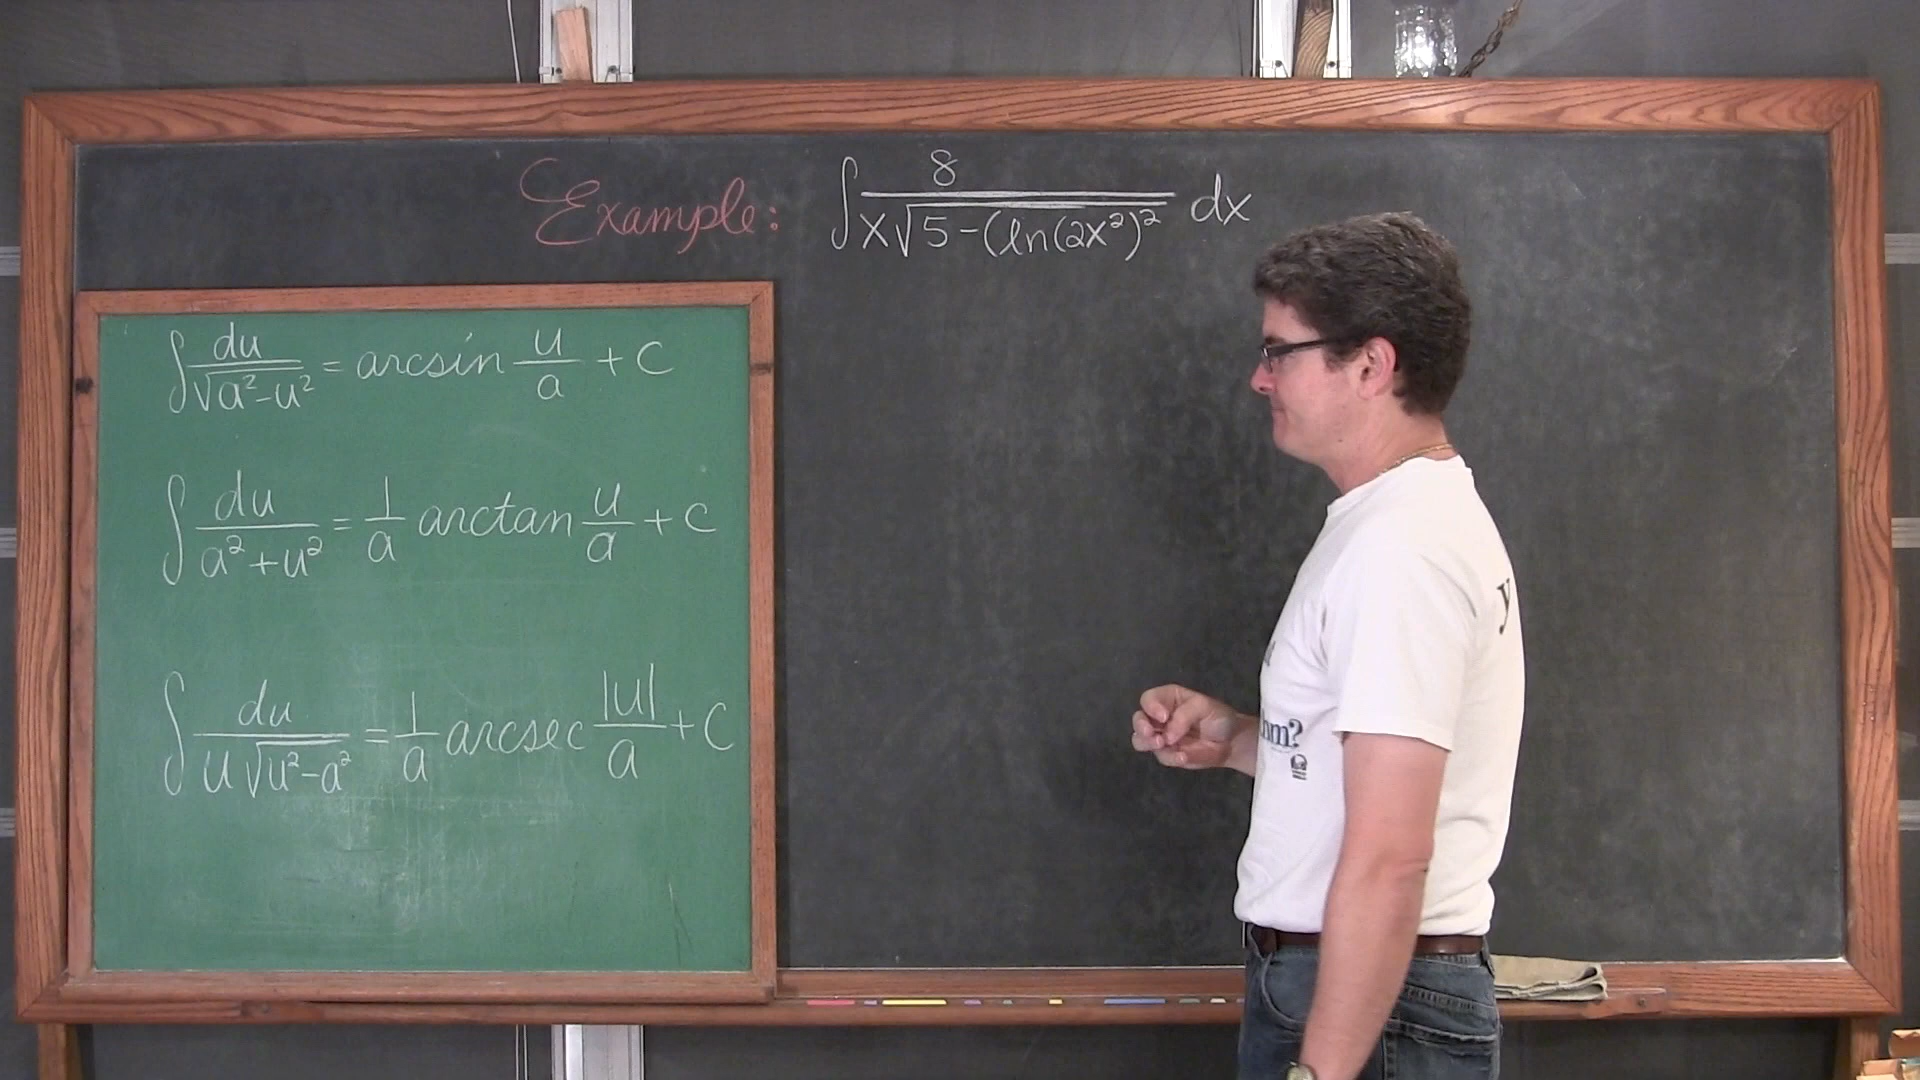 Example: ∫ 8 / (x√(5-(ln(2x²)²)) dx
∫ du / √(a²-u²) = arcsin u/a + C
∫ du / (a²+u²) = 1/a arctan u/a + C
∫ du / (u√(u²-a²)) = 1/a arcsec |u|/a + C
y
hm?